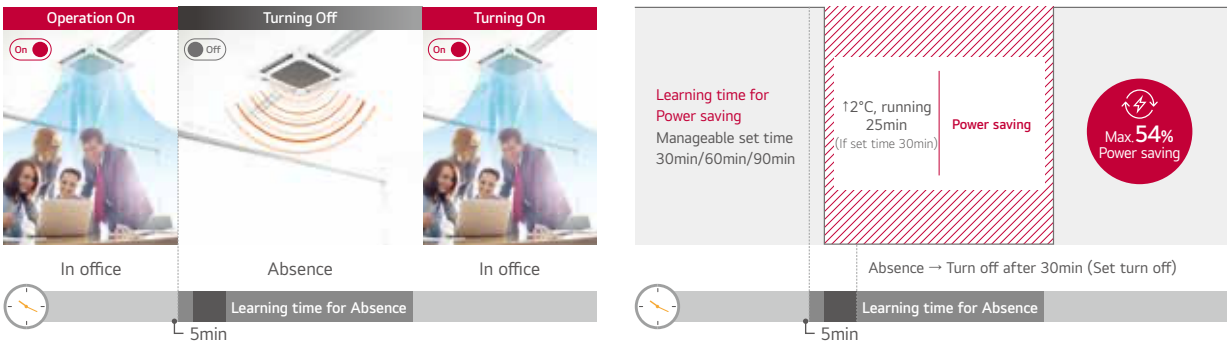 Operation On
Turning Off
Turning On
On
Off
On
In office
Absence
In office
Learning time for Absence
5min
Learning time for
Power saving
Manageable set time
30min/60min/90min
↑2°C, running
25min
(If set time 30min)
Power saving
Max.54%
Power saving
Absence → Turn off after 30min (Set turn off)
Learning time for Absence
5min